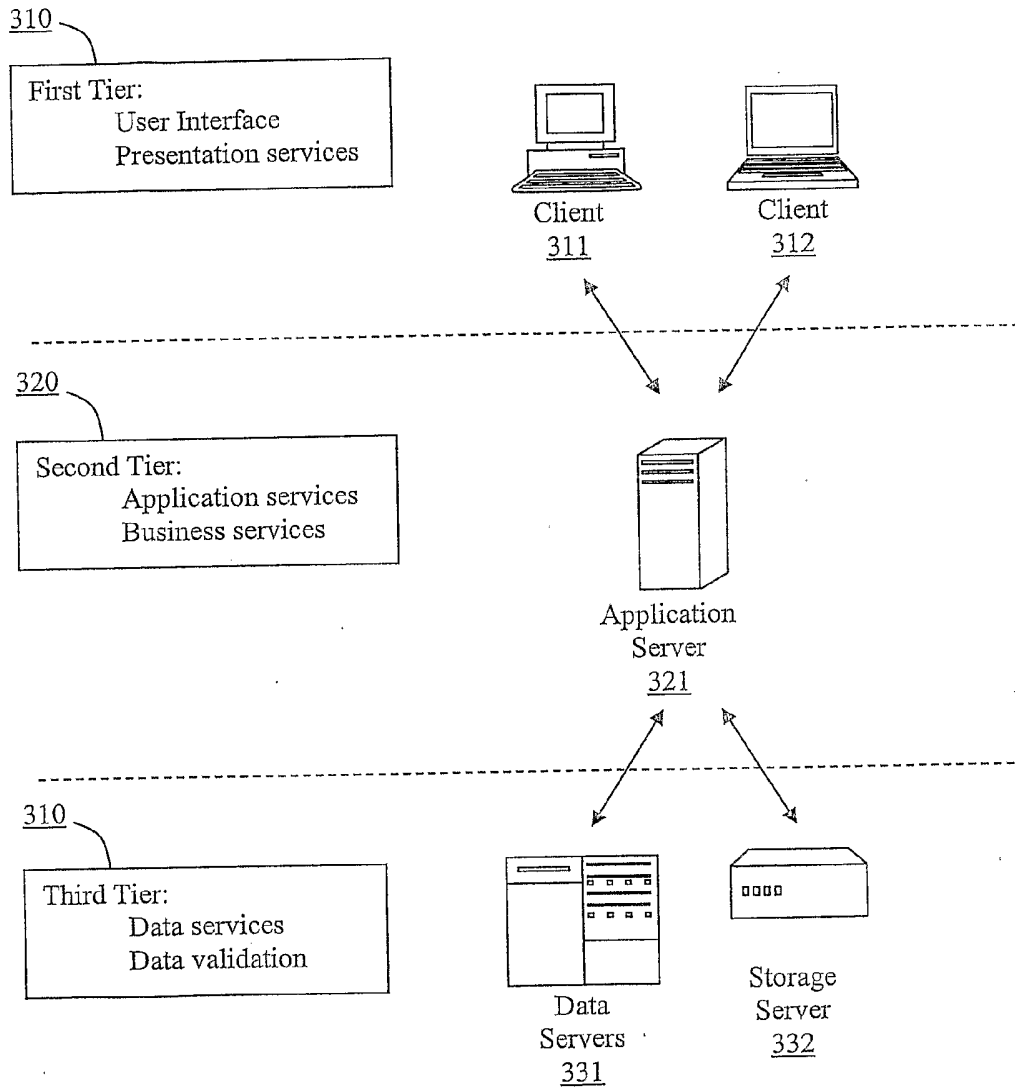 310
First Tier:
User Interface
Presentation services
Client
311
Client
312
320
Second Tier:
Application services
Business services
Application
Server
321
310
Third Tier:
Data services
Data validation
Data
Servers
331
Storage
Server
332